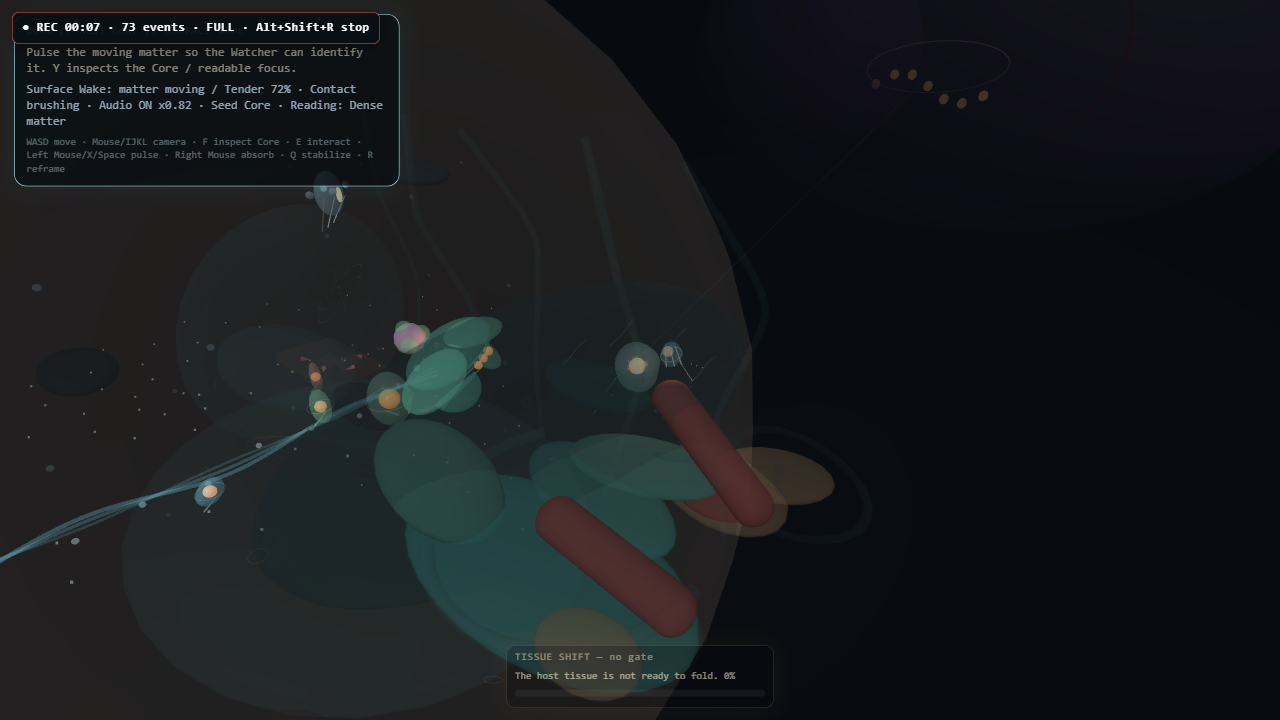 ● REC 00:07 · 73 events · FULL · Alt+Shift+R stop
Pulse the moving matter so the Watcher can identify
it. Y inspects the Core / readable focus.
Surface Wake: matter moving / Tender 72% · Contact
brushing · Audio ON x0.82 · Seed Core · Reading: Dense
matter
WASD move · Mouse/IJKL camera · F inspect Core · E interact ·
Left Mouse/X/Space pulse · Right Mouse absorb · Q stabilize · R
reframe
TISSUE SHIFT — no gate
The host tissue is not ready to fold. 0%